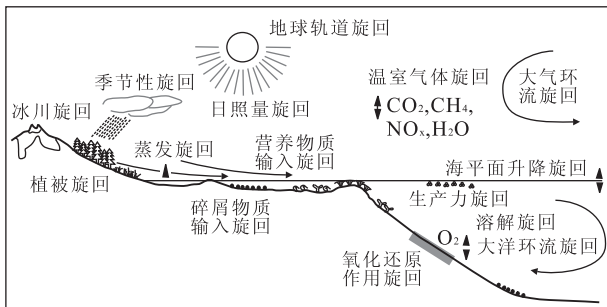 地球轨道旋回
季节性旋回
日照量旋回
温室气体旋回
CO₂,CH₄,
NOₓ,H₂O
大气环
流旋回
冰川旋回
植被旋回
蒸发旋回
营养物质
输入旋回
碎屑物质
输入旋回
海平面升降旋回
生产力旋回
溶解旋回
大洋环流旋回
O₂
氧化还原
作用旋回